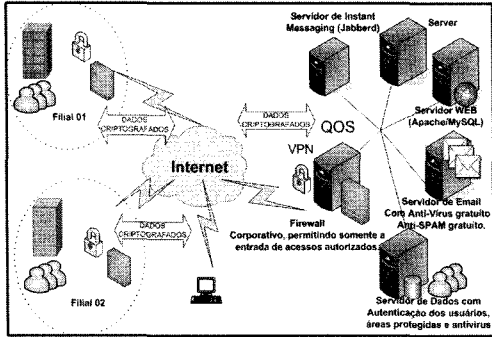 Servidor de Instant
Messaging (Jabberd)
Server
Filial 01
DADOS
CRIPTOGRAFADOS
DADOS
CRIPTOGRAFADOS
QOS
VPN
Servidor WEB
(Apache/MySQL)
Internet
Firewall
Corporativo, permitindo somente a
entrada de acessos autorizados
Servidor de Email
Com Anti-Vírus gratuito
Anti-SPAM gratuito.
DADOS
CRIPTOGRAFADOS
Filial 02
Servidor de Dados com
Autenticação dos usuários,
áreas protegidas e antivirus